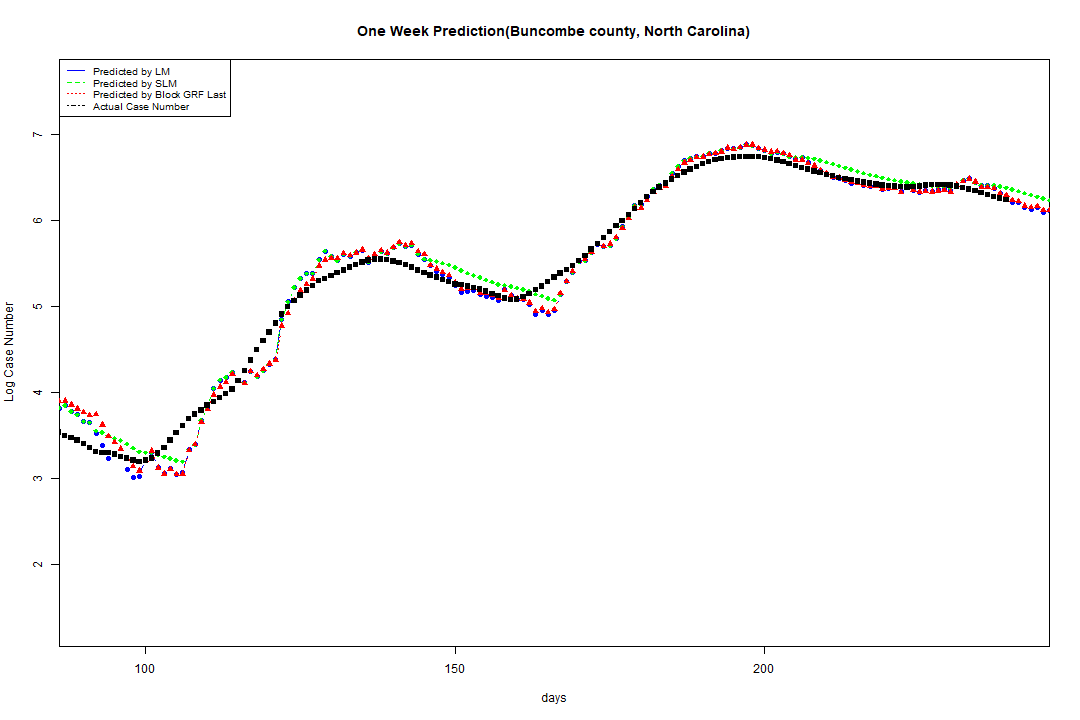 One Week Prediction(Buncombe county, North Carolina)
Predicted by LM
Predicted by SLM
Predicted by Block GRF Last
Actual Case Number
7
6
5
4
3
2
Log Case Number
100 150 200
days